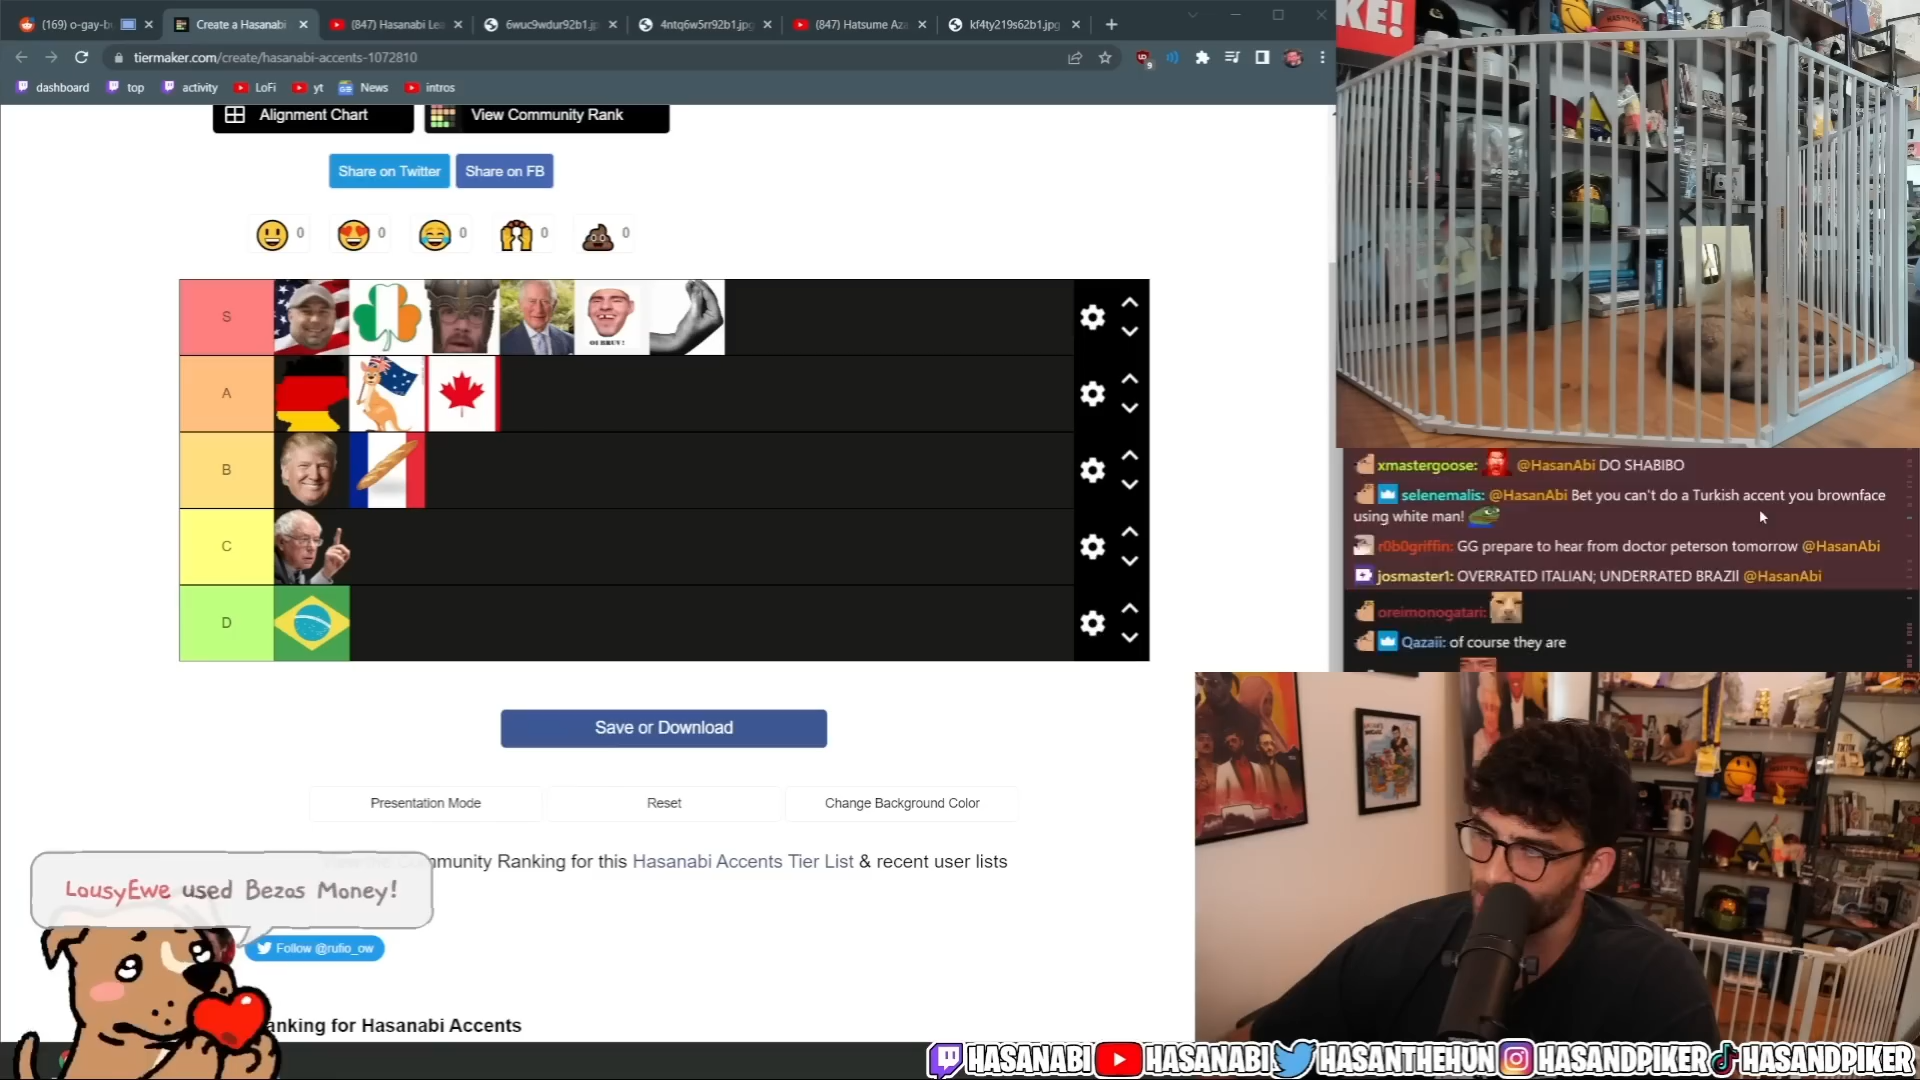 (169) o-gay-b
Create a Hasanabi
(847) Hasanabi Lea
6wuc9wdur92b1.jp
4ntq6w5rr92b1.jpg
(847) Hatsume Aza
kf4ty219s62b1.jpg
tiermaker.com/create/hasanabi-accents-1072810
9
dashboard
top
activity
LoFi
yt
News
intros
Alignment Chart
View Community Rank
Share on Twitter
Share on FB
0
0
0
0
0
S
OI BRUV!
A
B
C
D
Save or Download
Presentation Mode
Reset
Change Background Color
mmunity Ranking for this Hasanabi Accents Tier List & recent user lists
LousyEwe used Bezos Money!
Follow @rufio_ow
anking for Hasanabi Accents
KE!
xmastergoose: @HasanAbi DO SHABIBO
selenemalis: @HasanAbi Bet you can't do a Turkish accent you brownface
using white man!
r0b0griffin: GG prepare to hear from doctor peterson tomorrow @HasanAbi
josmaster1: OVERRATED ITALIAN; UNDERRATED BRAZIl @HasanAbi
oreimonogatari:
Qazaii: of course they are
HASANABI
HASANABI
HASANTHEHUN
HASANDPIKER
HASANDPIKER